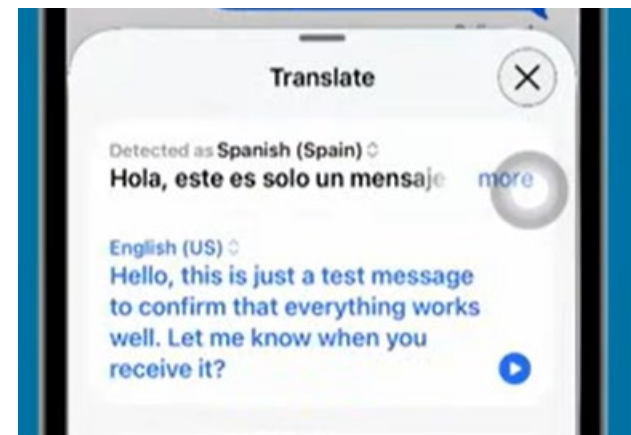 Translate
Detected as Spanish (Spain)
Hola, este es solo un mensaje more
English (US)
Hello, this is just a test message
to confirm that everything works
well. Let me know when you
receive it?